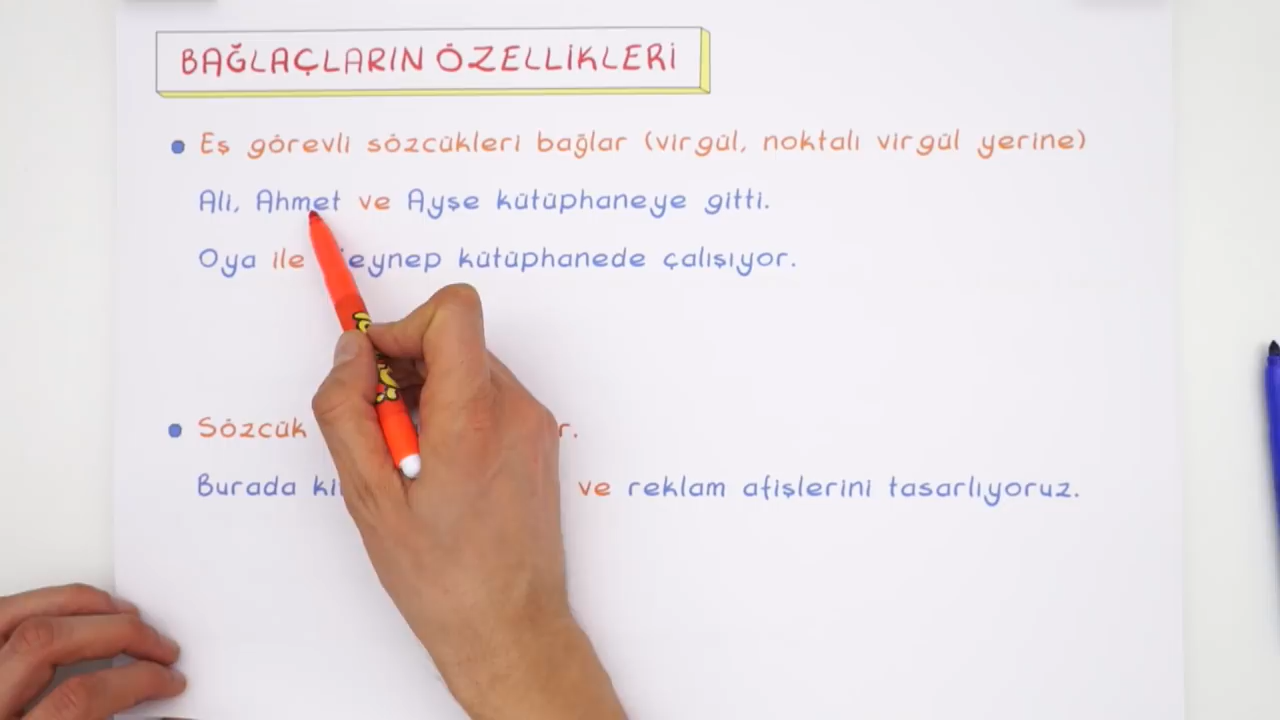 BAĞLAÇLARIN ÖZELLİKLERİ
Eş görevli sözcükleri bağlar (virgül, noktalı virgül yerine)
Ali, Ahmet ve Ayşe kütüphaneye gitti.
Oya ile eynep kütüphanede çalışıyor.
Sözcük
Burada ve reklam afişlerini tasarlıyoruz.